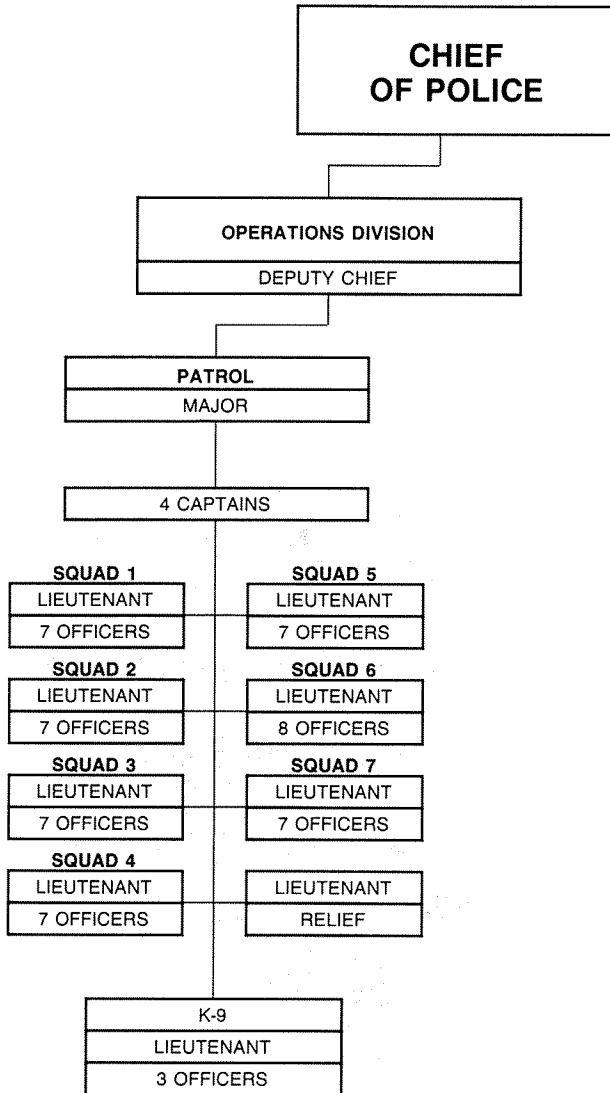 CHIEF
OF POLICE
OPERATIONS DIVISION
DEPUTY CHIEF
PATROL
MAJOR
4 CAPTAINS
SQUAD 1
LIEUTENANT
7 OFFICERS
SQUAD 5
LIEUTENANT
7 OFFICERS
SQUAD 2
LIEUTENANT
7 OFFICERS
SQUAD 6
LIEUTENANT
8 OFFICERS
SQUAD 3
LIEUTENANT
7 OFFICERS
SQUAD 7
LIEUTENANT
7 OFFICERS
SQUAD 4
LIEUTENANT
7 OFFICERS
LIEUTENANT
RELIEF
K-9
LIEUTENANT
3 OFFICERS